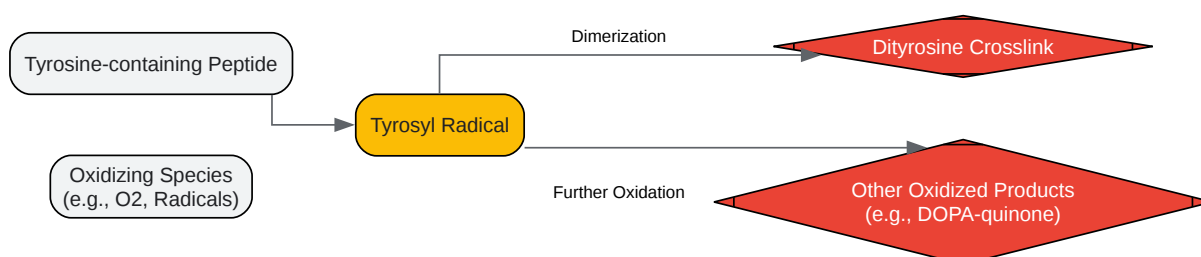 Dimerization
Dityrosine Crosslink
Tyrosine-containing Peptide
Tyrosyl Radical
Oxidizing Species
(e.g., O2, Radicals)
Further Oxidation
Other Oxidized Products
(e.g., DOPA-quinone)